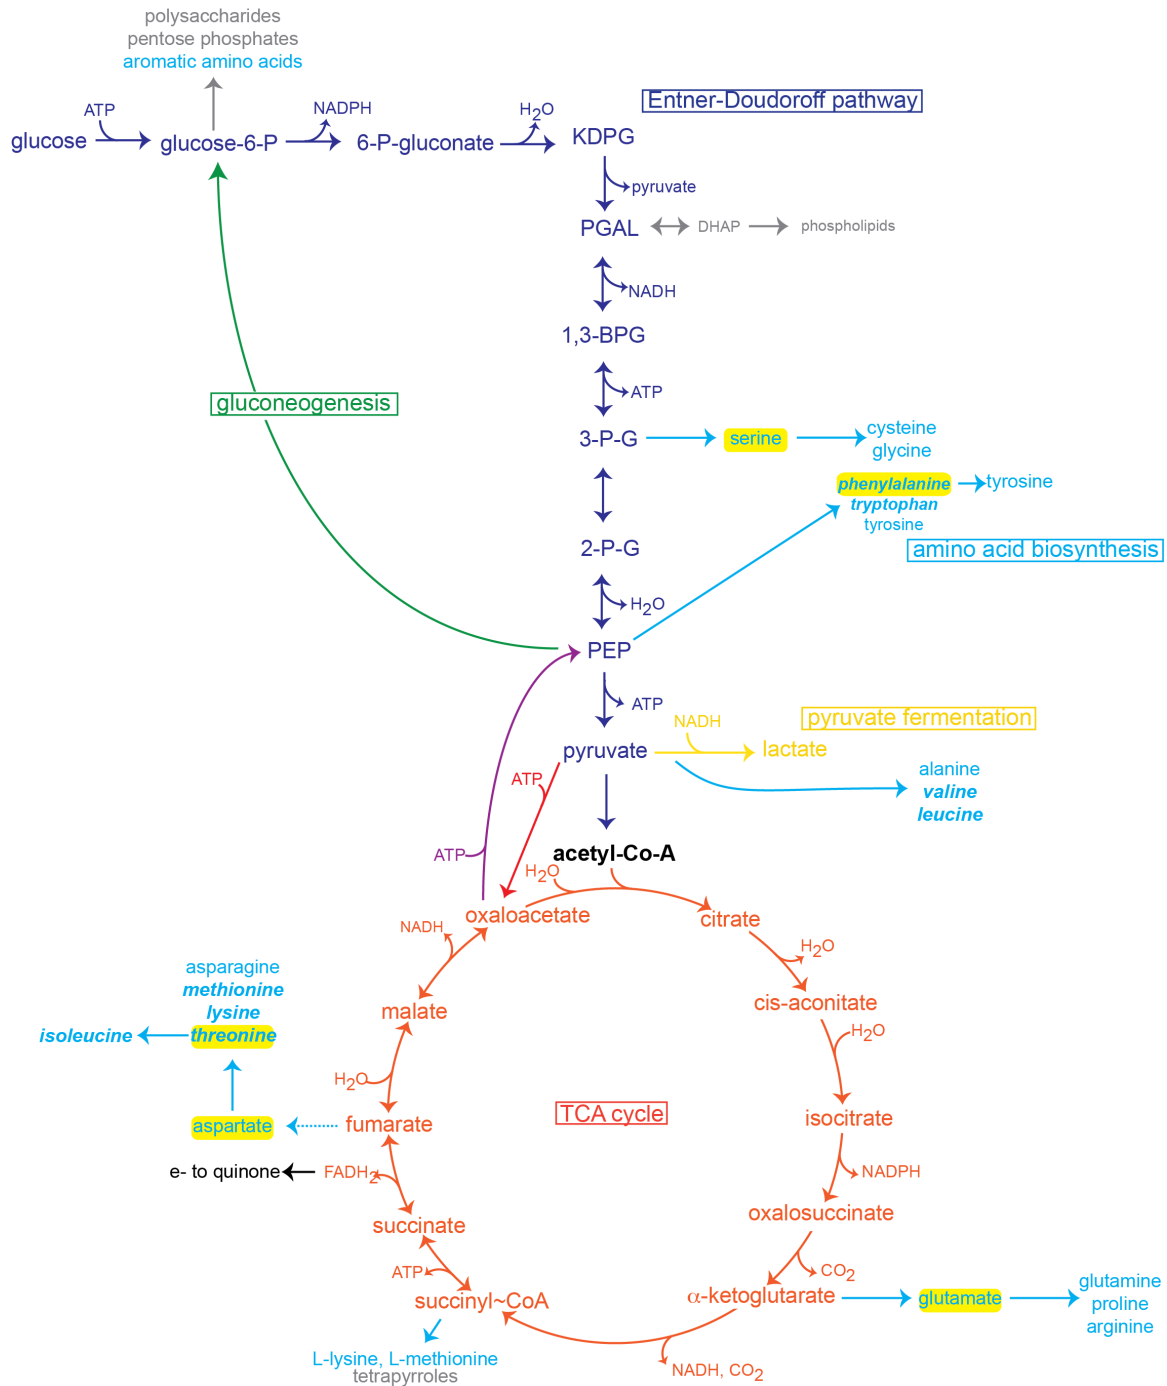 polysaccharides
pentose phosphates
aromatic amino acids
Entner-Doudoroff pathway
ATP
NADPH
H2O
glucose
glucose-6-P
6-P-gluconate
KDPG
pyruvate
PGAL
DHAP
phospholipids
NADH
1,3-BPG
ATP
gluconeogenesis
3-P-G
serine
cysteine
glycine
phenylalanine
tyrosine
tryptophan
tyrosine
amino acid biosynthesis
2-P-G
H2O
PEP
ATP
pyruvate fermentation
NADH
pyruvate
lactate
ATP
alanine
valine
leucine
ATP
acetyl-Co-A
H2O
oxaloacetate
citrate
NADH
H2O
asparagine
methionine
lysine
threonine
isoleucine
malate
cis-aconitate
H2O
H2O
TCA cycle
isocitrate
aspartate
fumarate
e- to quinone
FADH2
NADPH
succinate
oxalosuccinate
ATP
CO2
succinyl~CoA
α-ketoglutarate
glutamate
glutamine
proline
arginine
L-lysine, L-methionine
tetrapyrroles
NADH, CO2